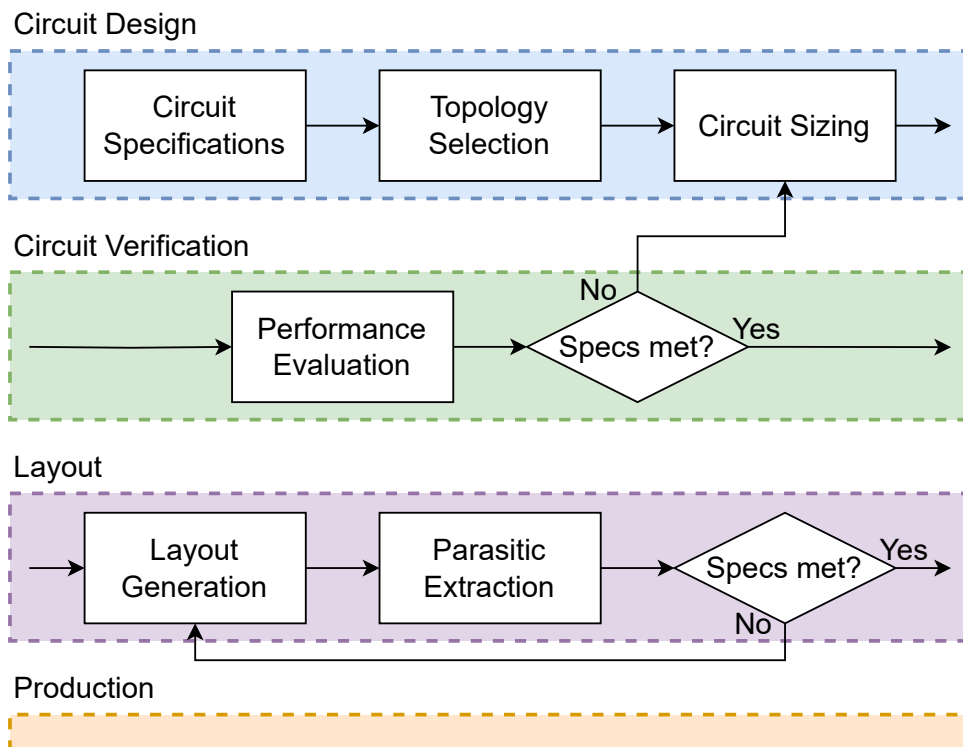 Circuit Design
Circuit
Specifications
Topology
Selection
Circuit Sizing
Circuit Verification
No
Performance
Evaluation
Specs met?
Yes
Layout
Layout
Generation
Parasitic
Extraction
Specs met?
Yes
No
Production